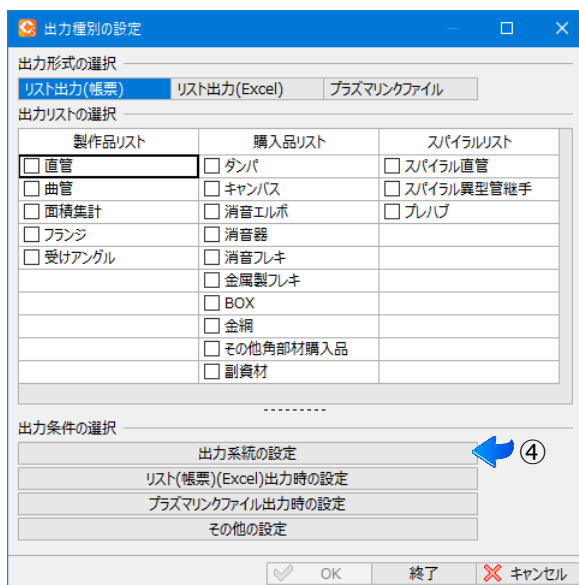 出力種別の設定
出力形式の選択
リスト出力(帳票) リスト出力(Excel) プラズマリンクファイル
出力リストの選択
製作品リスト 購入品リスト スパイラルリスト
直管 ダンパ スパイラル直管
曲管 キャンバス スパイラル異型管継手
面積集計 消音エルボ プレハブ
フランジ 消音器
受けアングル 消音フレキ
金属製フレキ
BOX
金網
その他角部材購入品
副資材
出力条件の選択
出力系統の設定 ④
リスト(帳票)(Excel)出力時の設定
プラズマリンクファイル出力時の設定
その他の設定
OK 終了 キャンセル